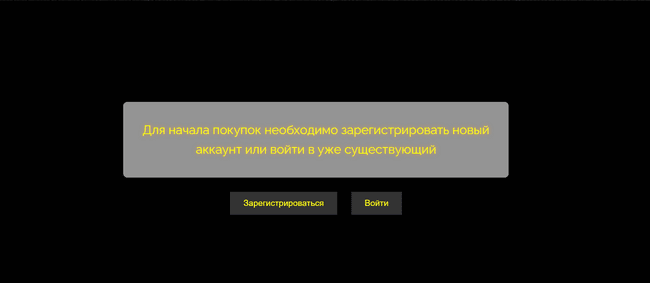 Для начала покупок необходимо зарегистрировать новый
аккаунт или войти в уже существующий
Зарегистрироваться
Войти